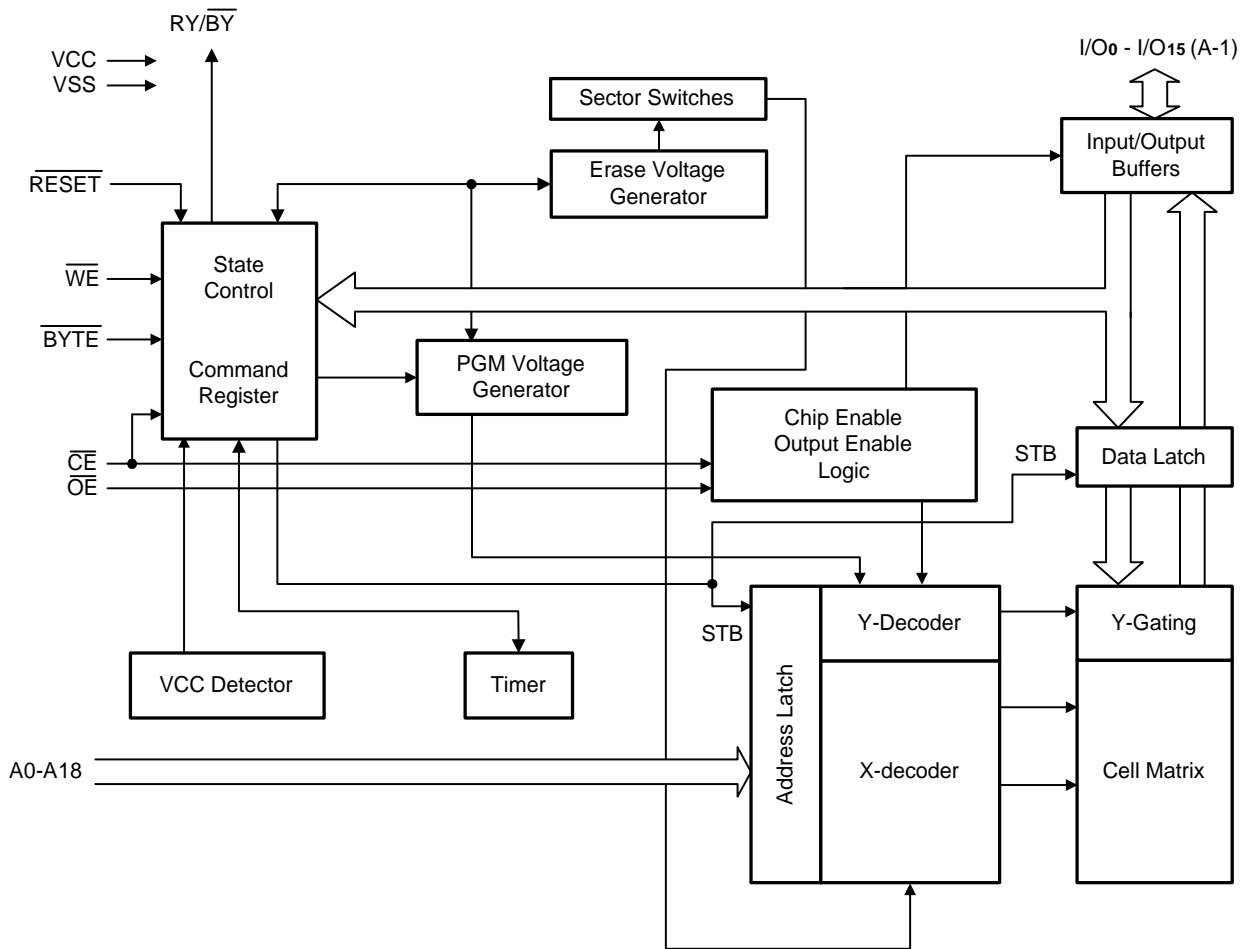 RY/BY
VCC
VSS
I/O0 - I/O15 (A-1)
Sector Switches
Input/Output
Buffers
Erase Voltage
Generator
RESET
State
Control
WE
BYTE
Command
Register
PGM Voltage
Generator
Chip Enable
Output Enable
Logic
CE
OE
STB
Data Latch
STB
Address Latch
Y-Decoder
Y-Gating
VCC Detector
Timer
A0-A18
X-decoder
Cell Matrix